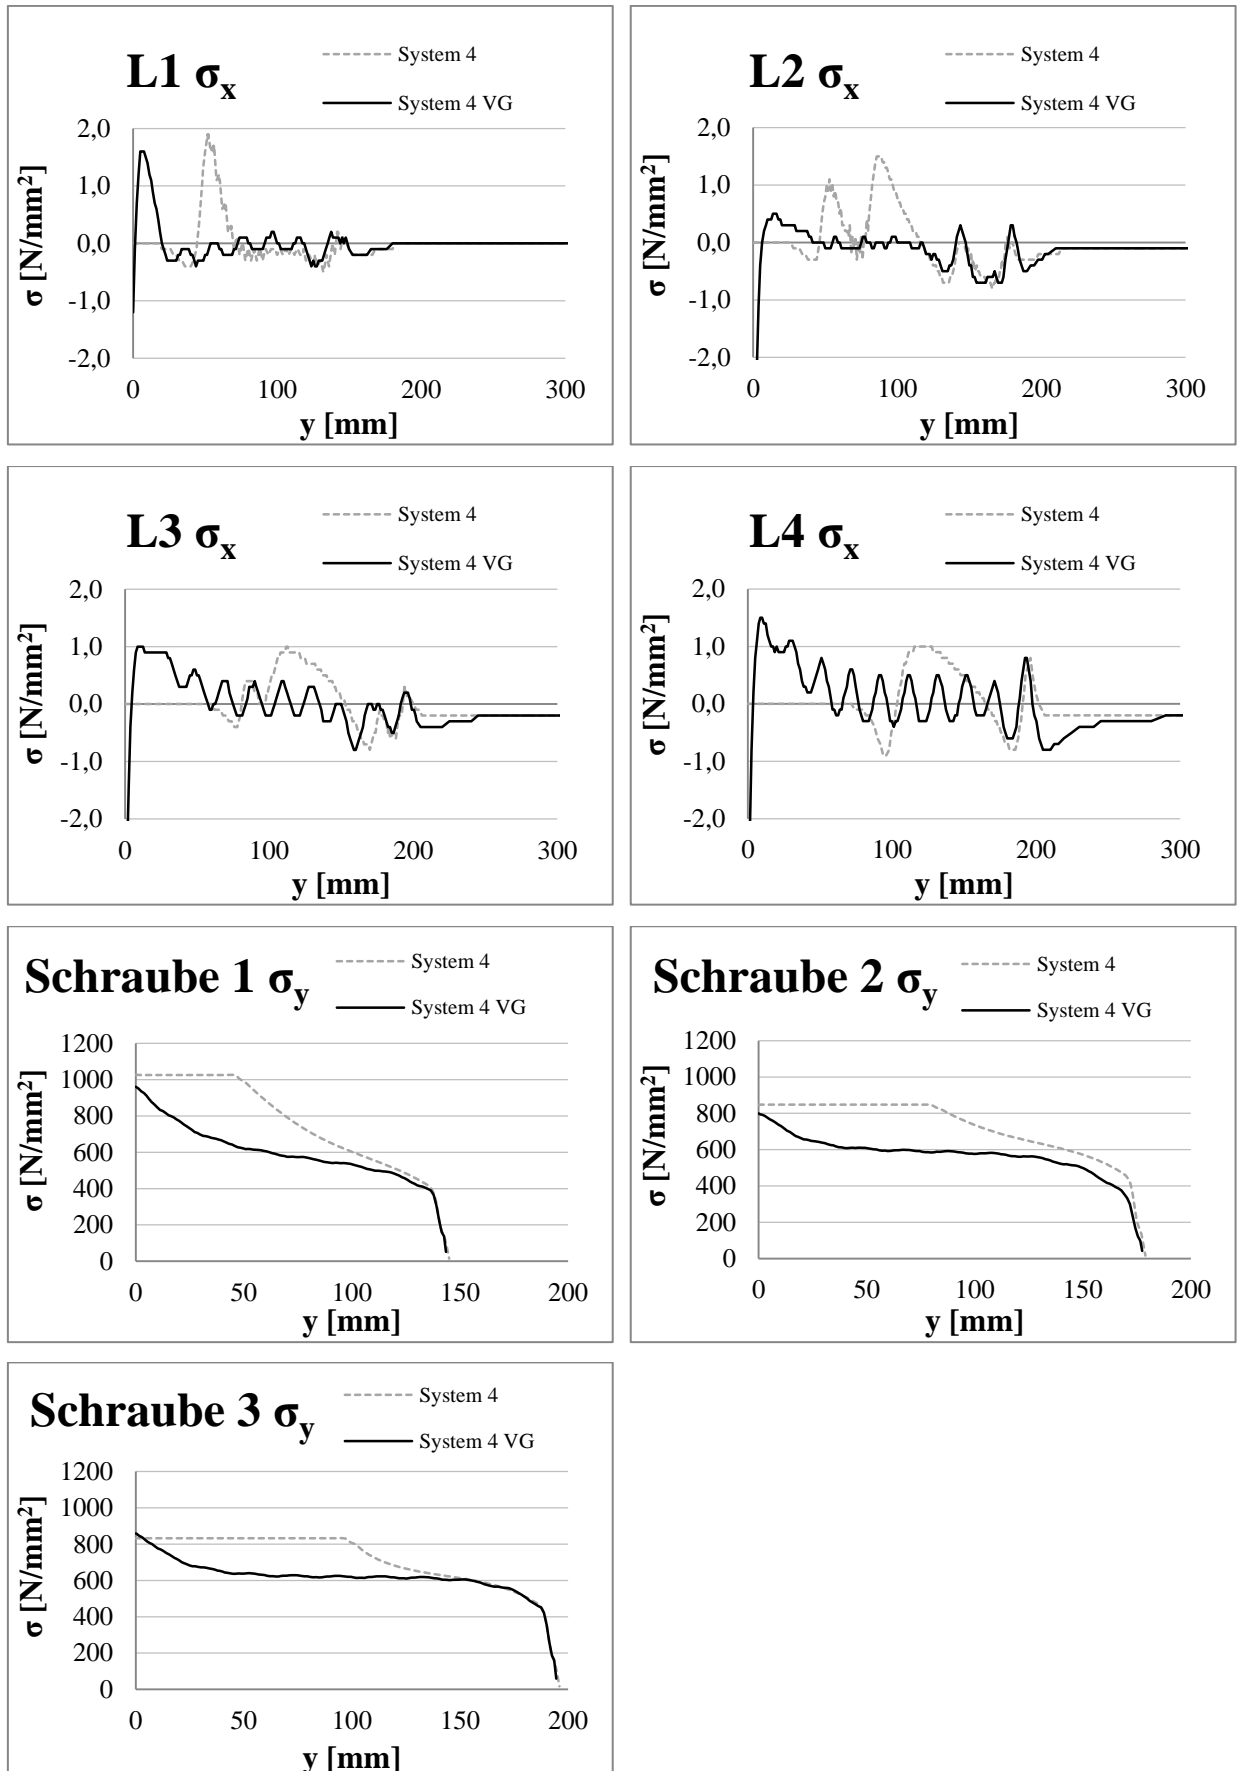 L1 σx
System 4
System 4 VG
2,0
1,0
0,0
-1,0
-2,0
σ [N/mm²]
0 100 200 300
y [mm]
L2 σx
System 4
System 4 VG
2,0
1,0
0,0
-1,0
-2,0
σ [N/mm²]
0 100 200 300
y [mm]
L3 σx
System 4
System 4 VG
2,0
1,0
0,0
-1,0
-2,0
σ [N/mm²]
0 100 200 300
y [mm]
L4 σx
System 4
System 4 VG
2,0
1,0
0,0
-1,0
-2,0
σ [N/mm²]
0 100 200 300
y [mm]
Schraube 1 σy
System 4
System 4 VG
1200
1000
800
600
400
200
0
σ [N/mm²]
0 50 100 150 200
y [mm]
Schraube 2 σy
System 4
System 4 VG
1200
1000
800
600
400
200
0
σ [N/mm²]
0 50 100 150 200
y [mm]
Schraube 3 σy
System 4
System 4 VG
1200
1000
800
600
400
200
0
σ [N/mm²]
0 50 100 150 200
y [mm]